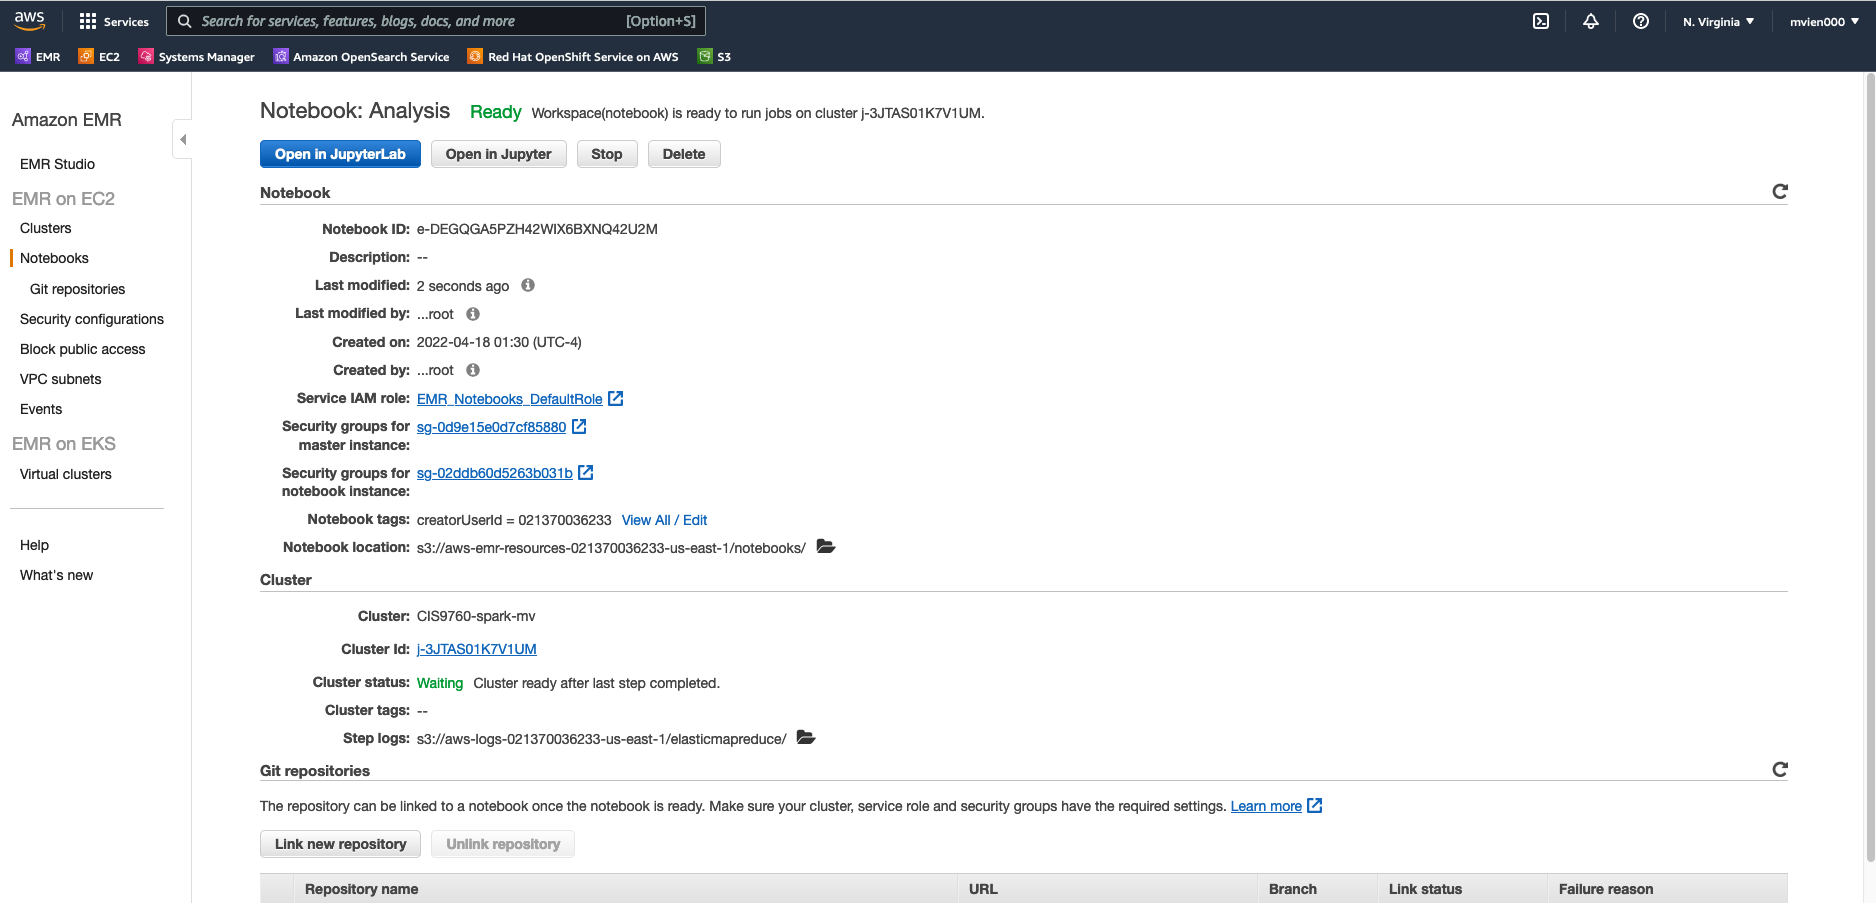 aws Services Search for services, features, blogs, docs, and more [Option+S] N. Virginia ▼ mvien000 ▼
EMR EC2 Systems Manager Amazon OpenSearch Service Red Hat OpenShift Service on AWS S3
Amazon EMR
EMR Studio
EMR on EC2
Clusters
Notebooks
Git repositories
Security configurations
Block public access
VPC subnets
Events
EMR on EKS
Virtual clusters
Help
What's new
Notebook: Analysis Ready Workspace(notebook) is ready to run jobs on cluster j-3JTAS01K7V1UM.
Open in JupyterLab Open in Jupyter Stop Delete
Notebook
Notebook ID: e-DEGQGA5PZH42WIX6BXNQ42U2M
Description: --
Last modified: 2 seconds ago
Last modified by: ...root
Created on: 2022-04-18 01:30 (UTC-4)
Created by: ...root
Service IAM role: EMR_Notebooks_DefaultRole
Security groups for master instance: sg-0d9e15e0d7cf85880
Security groups for notebook instance: sg-02ddb60d5263b031b
Notebook tags: creatorUserId = 021370036233 View All / Edit
Notebook location: s3://aws-emr-resources-021370036233-us-east-1/notebooks/
Cluster
Cluster: CIS9760-spark-mv
Cluster Id: j-3JTAS01K7V1UM
Cluster status: Waiting Cluster ready after last step completed.
Cluster tags: --
Step logs: s3://aws-logs-021370036233-us-east-1/elasticmapreduce/
Git repositories
The repository can be linked to a notebook once the notebook is ready. Make sure your cluster, service role and security groups have the required settings. Learn more
Link new repository Unlink repository
Repository name URL Branch Link status Failure reason